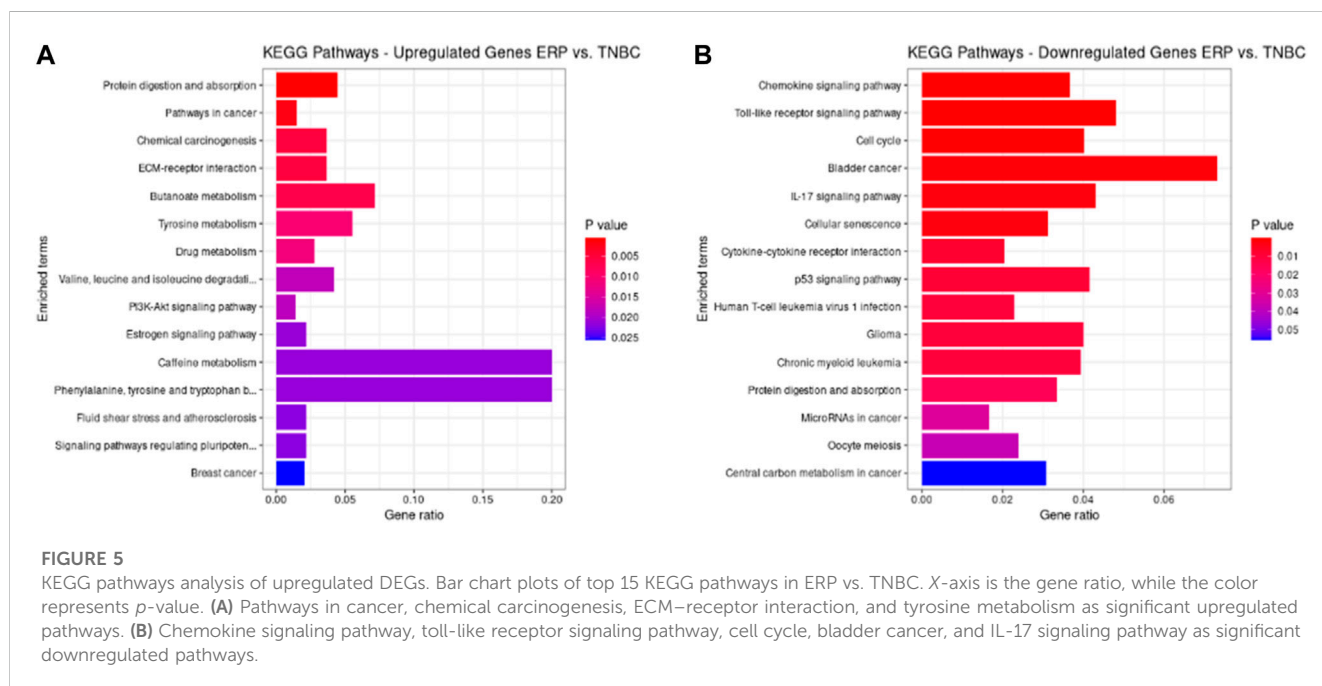 A
KEGG Pathways - Upregulated Genes ERP vs. TNBC
Enriched terms
Protein digestion and absorption
Pathways in cancer
Chemical carcinogenesis
ECM-receptor interaction
Butanoate metabolism
Tyrosine metabolism
Drug metabolism
Valine, leucine and isoleucine degradati...
PI3K-Akt signaling pathway
Estrogen signaling pathway
Caffeine metabolism
Phenylalanine, tyrosine and tryptophan b...
Fluid shear stress and atherosclerosis
Signaling pathways regulating pluripoten...
Breast cancer
0.00 0.05 0.10 0.15 0.20
Gene ratio
P value
0.005
0.010
0.015
0.020
0.025
B
KEGG Pathways - Downregulated Genes ERP vs. TNBC
Enriched terms
Chemokine signaling pathway
Toll-like receptor signaling pathway
Cell cycle
Bladder cancer
IL-17 signaling pathway
Cellular senescence
Cytokine-cytokine receptor interaction
p53 signaling pathway
Human T-cell leukemia virus 1 infection
Glioma
Chronic myeloid leukemia
Protein digestion and absorption
MicroRNAs in cancer
Oocyte meiosis
Central carbon metabolism in cancer
0.00 0.02 0.04 0.06
Gene ratio
P value
0.01
0.02
0.03
0.04
0.05
FIGURE 5
KEGG pathways analysis of upregulated DEGs. Bar chart plots of top 15 KEGG pathways in ERP vs. TNBC. X-axis is the gene ratio, while the color
represents p-value. (A) Pathways in cancer, chemical carcinogenesis, ECM–receptor interaction, and tyrosine metabolism as significant upregulated
pathways. (B) Chemokine signaling pathway, toll-like receptor signaling pathway, cell cycle, bladder cancer, and IL-17 signaling pathway as significant
downregulated pathways.